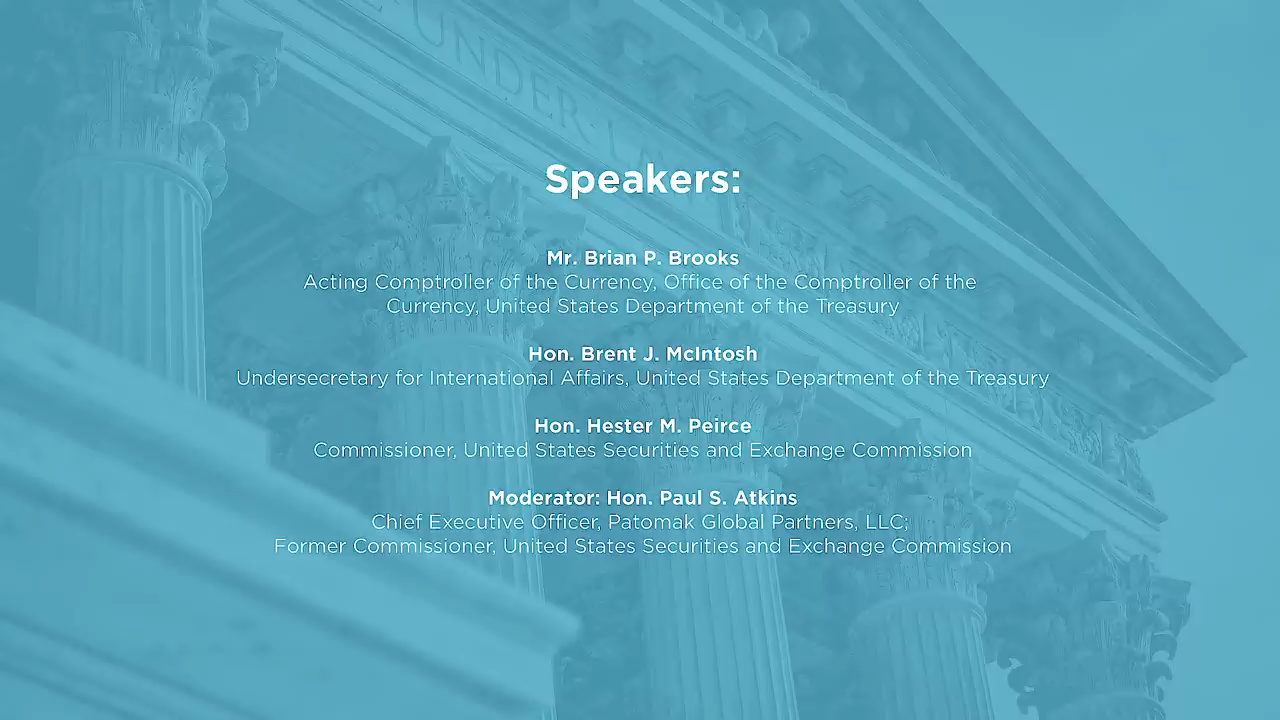 UNDER LAW
Speakers:
Mr. Brian P. Brooks
Acting Comptroller of the Currency, Office of the Comptroller of the
Currency, United States Department of the Treasury
Hon. Brent J. McIntosh
Undersecretary for International Affairs, United States Department of the Treasury
Hon. Hester M. Peirce
Commissioner, United States Securities and Exchange Commission
Moderator: Hon. Paul S. Atkins
Chief Executive Officer, Patomak Global Partners, LLC;
Former Commissioner, United States Securities and Exchange Commission